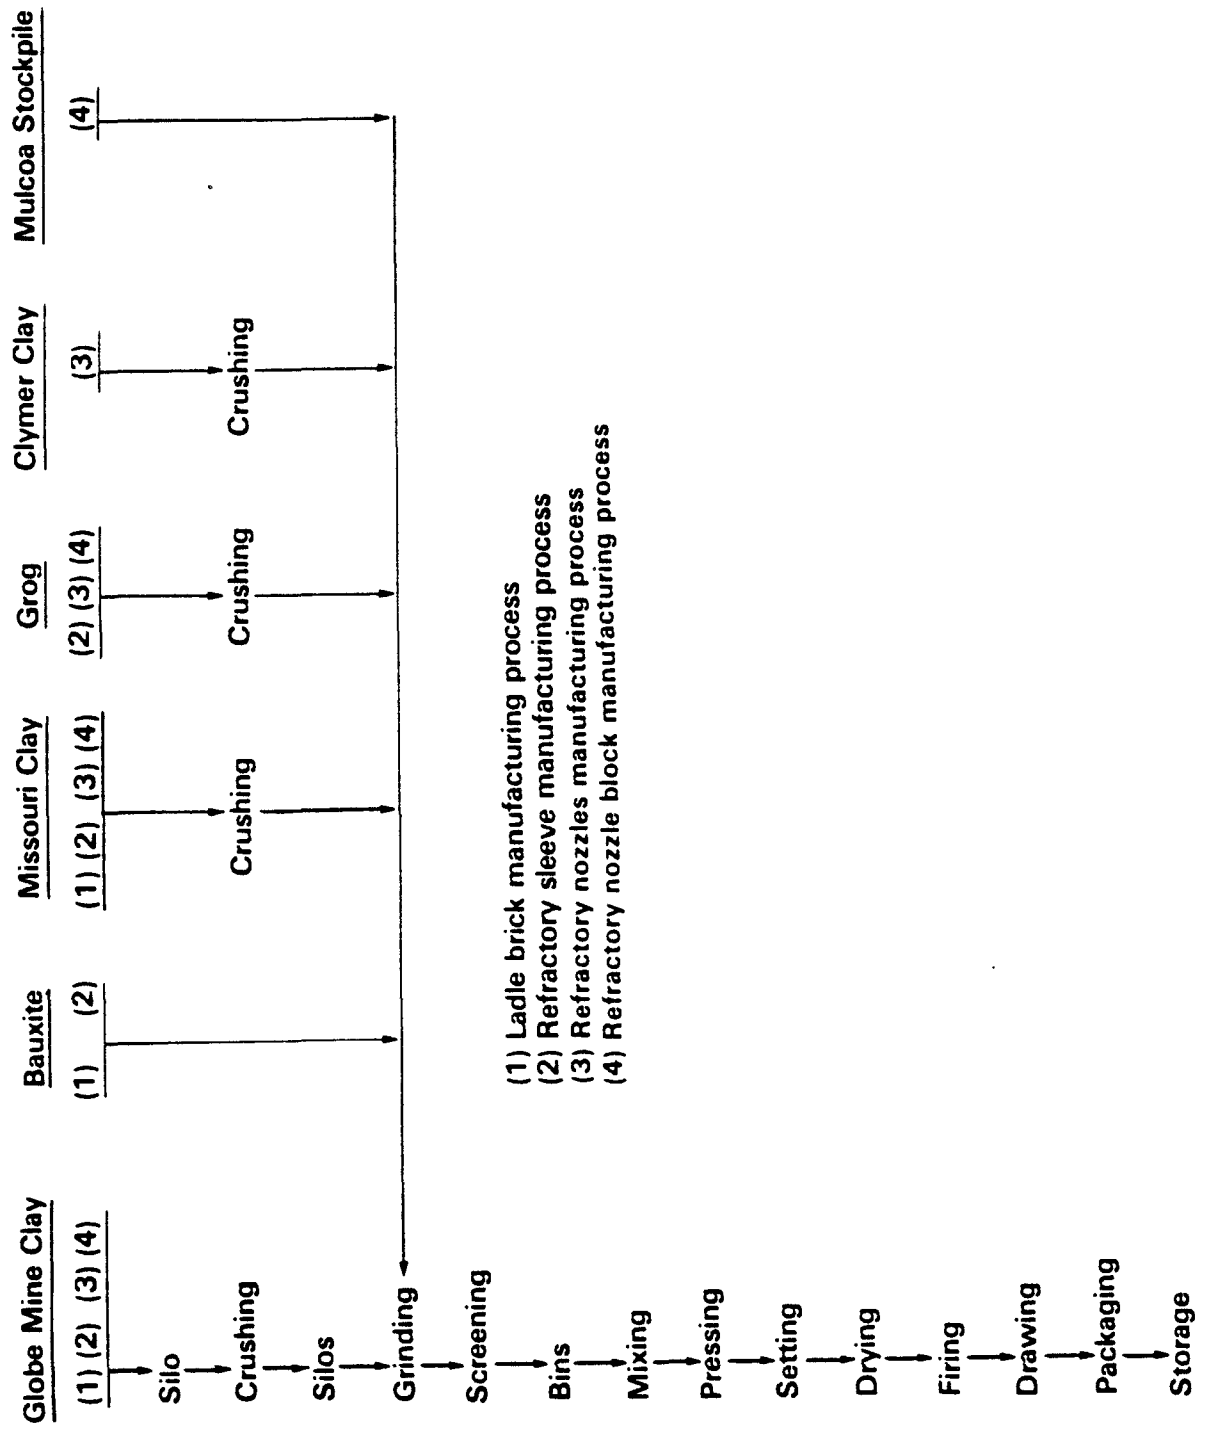 Globe Mine Clay
(1) (2) (3) (4)
Silo
Crushing
Silos
Grinding
Screening
Bins
Mixing
Pressing
Setting
Drying
Firing
Drawing
Packaging
Storage
Bauxite
(1) (2)
Missouri Clay
(1) (2) (3) (4)
Crushing
Grog
(2) (3) (4)
Crushing
Clymer Clay
(3)
Crushing
Mulcoa Stockpile
(4)
(1) Ladle brick manufacturing process
(2) Refractory sleeve manufacturing process
(3) Refractory nozzles manufacturing process
(4) Refractory nozzle block manufacturing process